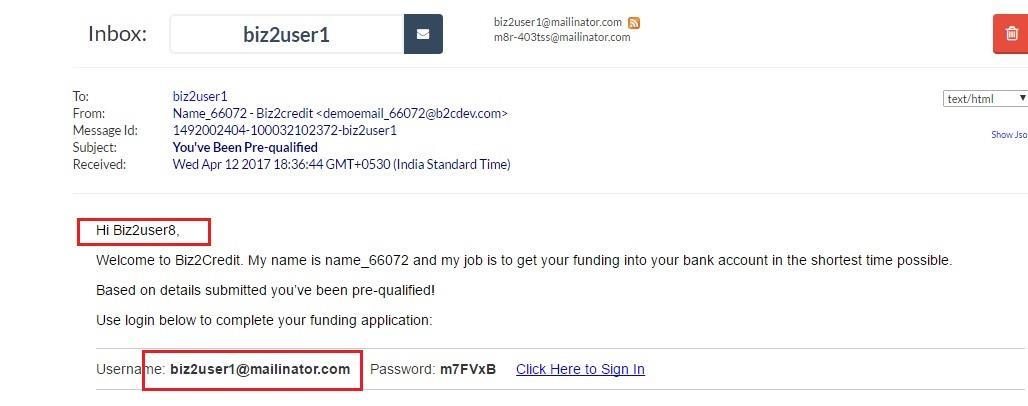 Inbox: biz2user1
biz2user1@mailinator.com
m8r-403tss@mailinator.com
To: biz2user1
From: Name_66072 - Biz2credit <demoemail_66072@b2cdev.com>
Message Id: 1492002404-100032102372-biz2user1
Subject: You've Been Pre-qualified
Received: Wed Apr 12 2017 18:36:44 GMT+0530 (India Standard Time)
text/html
Show Jso
Hi Biz2user8,
Welcome to Biz2Credit. My name is name_66072 and my job is to get your funding into your bank account in the shortest time possible.
Based on details submitted you've been pre-qualified!
Use login below to complete your funding application:
Username: biz2user1@mailinator.com Password: m7FVxB Click Here to Sign In